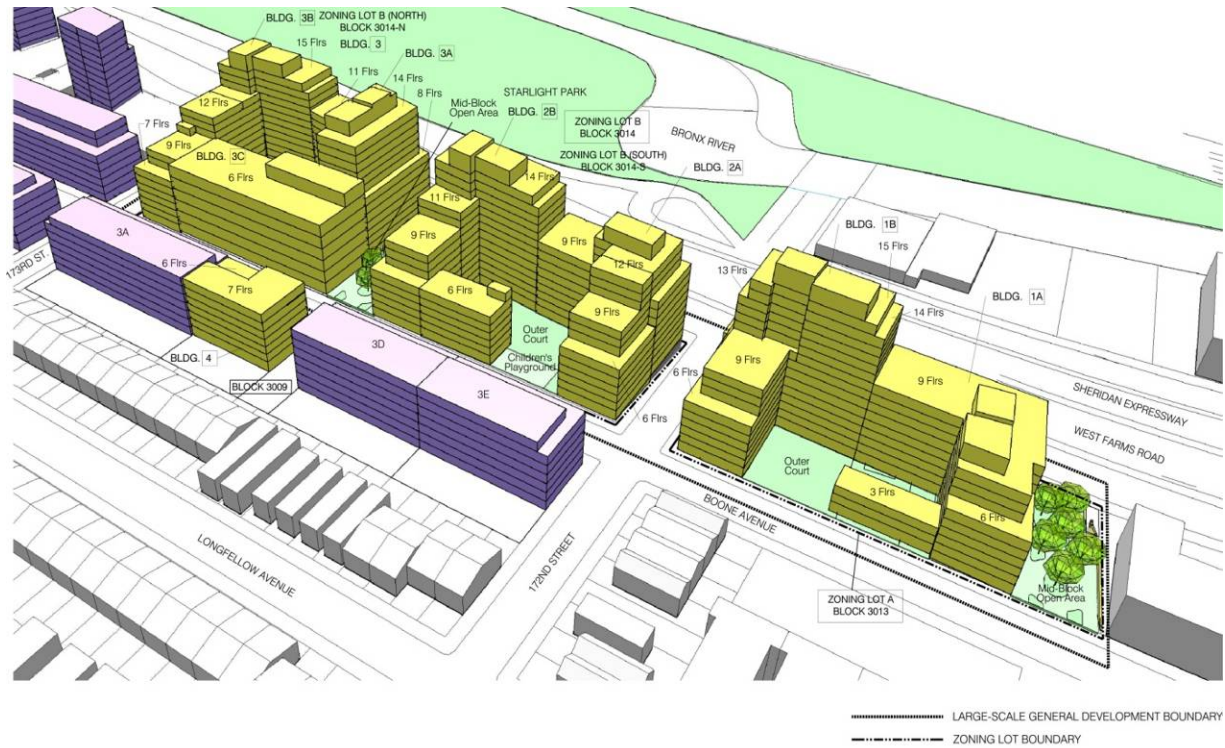 BLDG. 3B
ZONING LOT B (NORTH)
BLOCK 3014-N
15 Flrs
BLDG. 3
11 Flrs
BLDG. 3A
14 Flrs
8 Flrs
Mid-Block
Open Area
STARLIGHT PARK
BLDG. 2B
ZONING LOT B
BLOCK 3014
BRONX RIVER
ZONING LOT B (SOUTH)
BLOCK 3014-S
BLDG. 2A
12 Flrs
7 Flrs
9 Flrs
BLDG. 3C
6 Flrs
14 Flrs
11 Flrs
9 Flrs
9 Flrs
12 Flrs
9 Flrs
6 Flrs
BLDG. 1B
15 Flrs
13 Flrs
BLDG. 1A
14 Flrs
173RD ST.
3A
6 Flrs
7 Flrs
BLDG. 4
BLOCK 3009
3D
3E
Outer
Court
Children's
Playground
6 Flrs
6 Flrs
9 Flrs
9 Flrs
SHERIDAN EXPRESSWAY
WEST FARMS ROAD
Outer
Court
3 Flrs
6 Flrs
Mid-Block
Open Area
BOONE AVENUE
172ND STREET
LONGFELLOW AVENUE
ZONING LOT A
BLOCK 3013
LARGE-SCALE GENERAL DEVELOPMENT BOUNDARY
ZONING LOT BOUNDARY